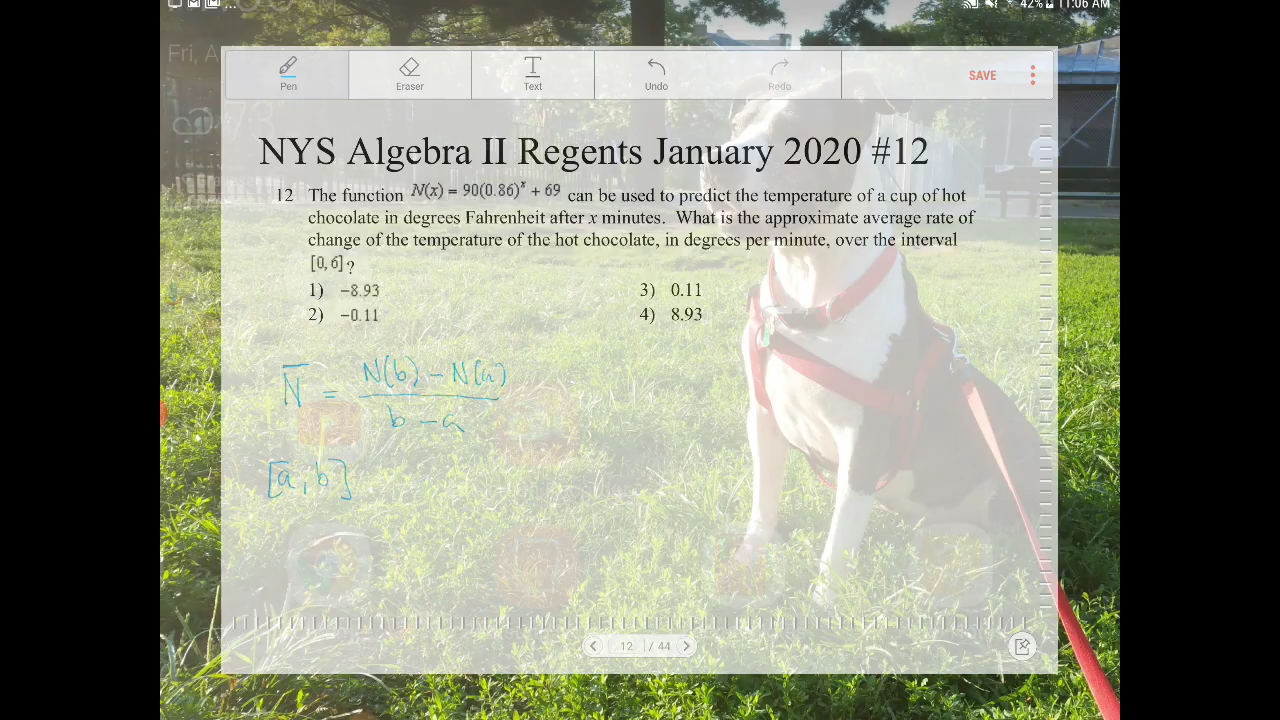 42% 11:06 AM
Fri, A
Pen Eraser Text Undo Redo SAVE
NYS Algebra II Regents January 2020 #12
12 The function N(x) = 90(0.86)^x + 69 can be used to predict the temperature of a cup of hot
chocolate in degrees Fahrenheit after x minutes. What is the approximate average rate of
change of the temperature of the hot chocolate, in degrees per minute, over the interval
[0,6]?
1) −8.93 3) 0.11
2) −0.11 4) 8.93
N̅ = N(b) − N(a)
b − a
[a, b]
12 / 44